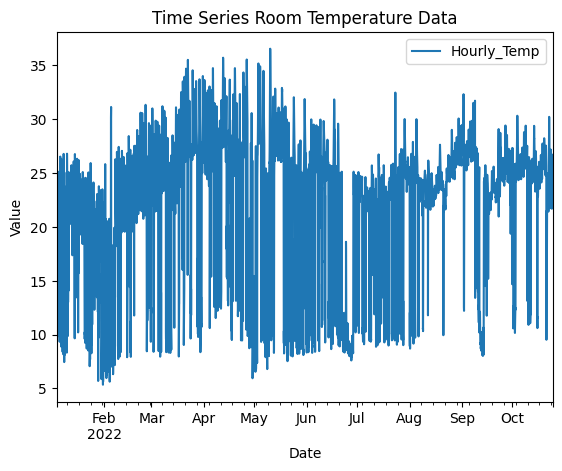 Time Series Room Temperature Data
Hourly_Temp
Value
35
30
25
20
15
10
5
Feb
2022
Mar
Apr
May
Jun
Jul
Aug
Sep
Oct
Date